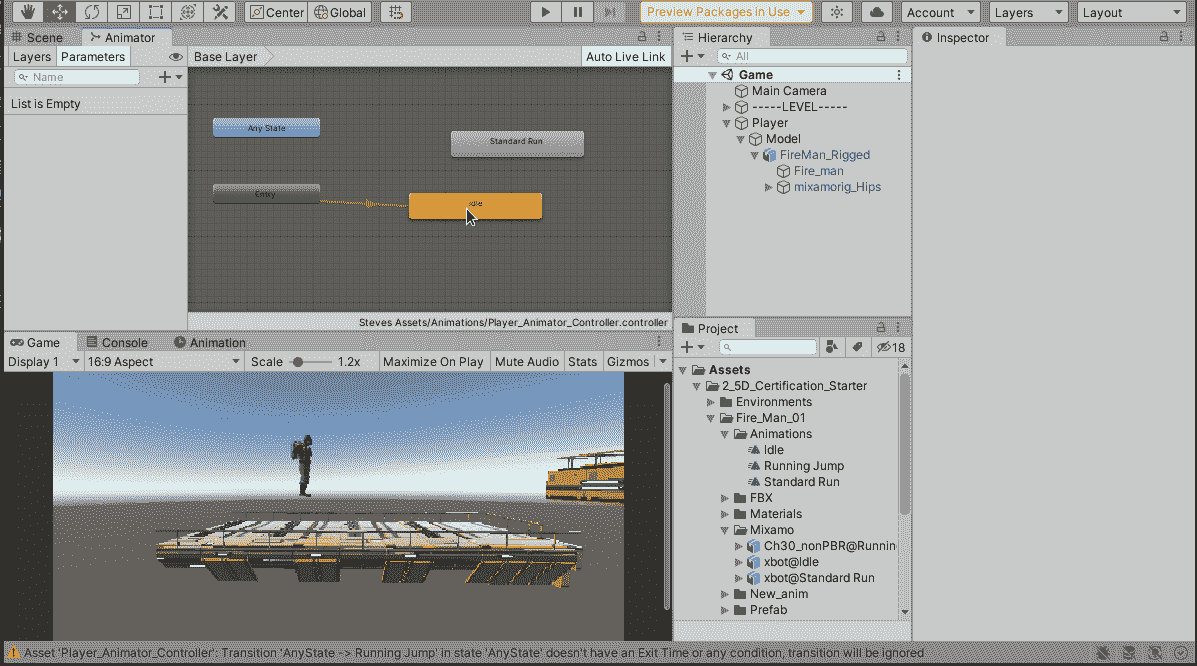 Center Global Preview Packages in Use Account Layers Layout
Scene Animator
Layers Parameters Base Layer Auto Live Link
Name
List is Empty
Any State
Standard Run
Entry
Idle
Steves Assets/Animations/Player_Animator_Controller.controller
Game Console Animation
Display 1 16:9 Aspect Scale 1.2x Maximize On Play Mute Audio Stats Gizmos
Hierarchy
All
Game
Main Camera
-----LEVEL-----
Player
Model
FireMan_Rigged
Fire_man
mixamorig_Hips
Project
18
Assets
2_5D_Certification_Starter
Environments
Fire_Man_01
Animations
Idle
Running Jump
Standard Run
FBX
Materials
Mixamo
Ch30_nonPBR@Runnin
xbot@Idle
xbot@Standard Run
New_anim
Prefab
Inspector
Asset 'Player_Animator_Controller': Transition 'AnyState -> Running Jump' in state 'AnyState' doesn't have an Exit Time or any condition, transition will be ignored